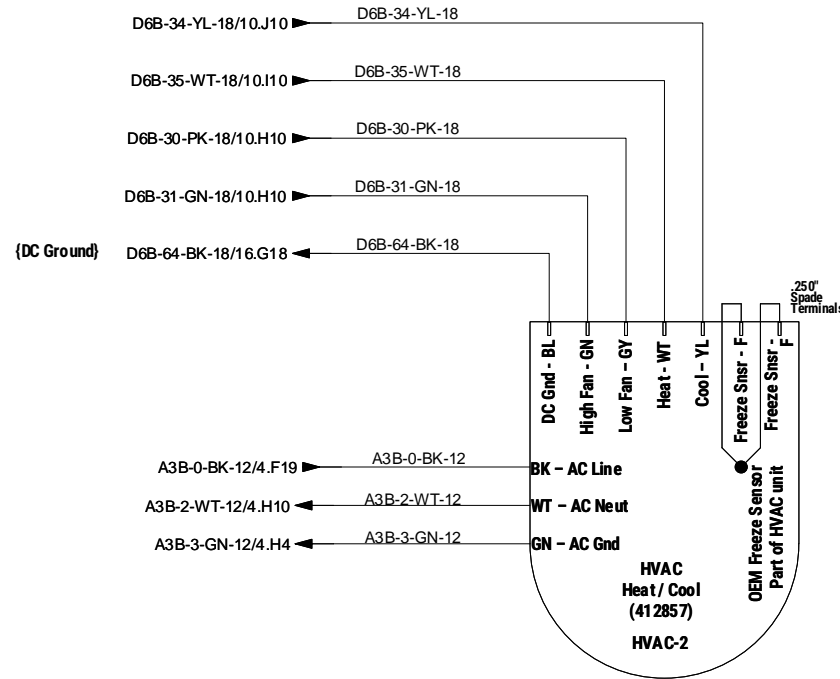 D6B-34-YL-18/10.J10 D6B-34-YL-18
D6B-35-WT-18/10.I10 D6B-35-WT-18
D6B-30-PK-18/10.H10 D6B-30-PK-18
D6B-31-GN-18/10.H10 D6B-31-GN-18
{DC Ground} D6B-64-BK-18/16.G18 D6B-64-BK-18
.250"
Spade
Terminals
DC Gnd - BL
High Fan - GN
Low Fan – GY
Heat - WT
Cool – YL
Freeze Snsr - F
Freeze Snsr -
F
A3B-0-BK-12/4.F19 A3B-0-BK-12 BK – AC Line
A3B-2-WT-12/4.H10 A3B-2-WT-12 WT – AC Neut
A3B-3-GN-12/4.H4 A3B-3-GN-12 GN – AC Gnd
OEM Freeze Sensor
Part of HVAC unit
HVAC
Heat / Cool
(412857)
HVAC-2